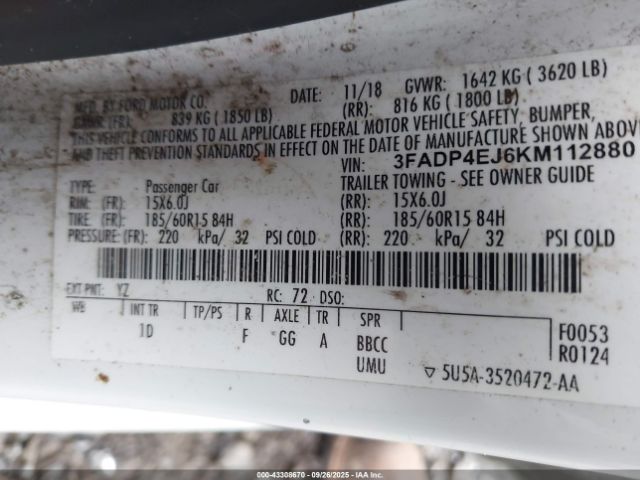 MFD. BY FORD MOTOR CO. DATE: 11/18 GVWR: 1642 KG ( 3620 LB)
GAWR: (FR): 839 KG ( 1850 LB) (RR): 816 KG ( 1800 LB)
THIS VEHICLE CONFORMS TO ALL APPLICABLE FEDERAL MOTOR VEHICLE SAFETY, BUMPER,
AND THEFT PREVENTION STANDARDS IN EFFECT ON THE DATE OF MANUFACTURE SHOWN ABOVE
VIN: 3FADP4EJ6KM112880
TYPE: Passenger Car TRAILER TOWING - SEE OWNER GUIDE
RIM: (FR): 15X6.0J (RR): 15X6.0J
TIRE: (FR): 185/60R15 84H (RR): 185/60R15 84H
PRESSURE: (FR): 220 kPa/ 32 PSI COLD (RR): 220 kPa/ 32 PSI COLD
EXT PNT: YZ RC: 72 DSO:
WB INT TR TP/PS R AXLE TR SPR
1D F GG A BBCC
UMU
F0053
R0124
▽ 5U5A-3520472-AA
00-43308670 09/26/2025 IAAI